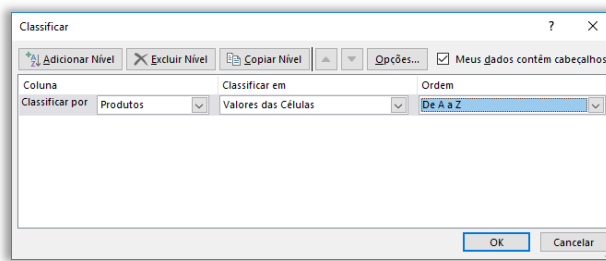 Classificar ? X
Adicionar Nível Excluir Nível Copiar Nível Opções... Meus dados contêm cabeçalhos
Coluna Classificar em Ordem
Classificar por Produtos Valores das Células De A a Z
OK Cancelar